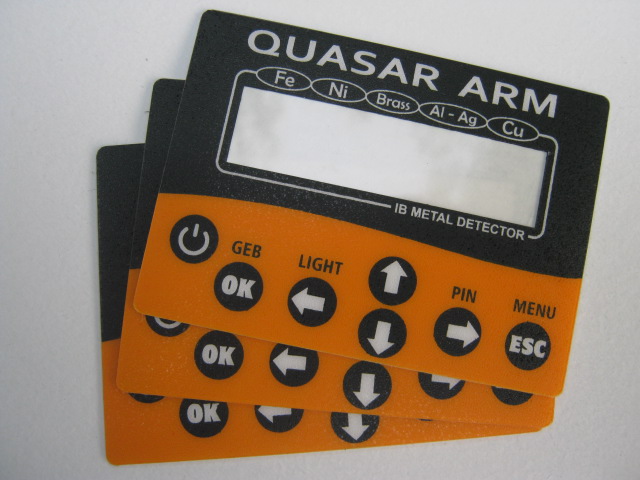 QUASAR ARM
Fe Ni Brass Al - Ag Cu
IB METAL DETECTOR
GEB LIGHT PIN MENU
OK ESC
OK
OK